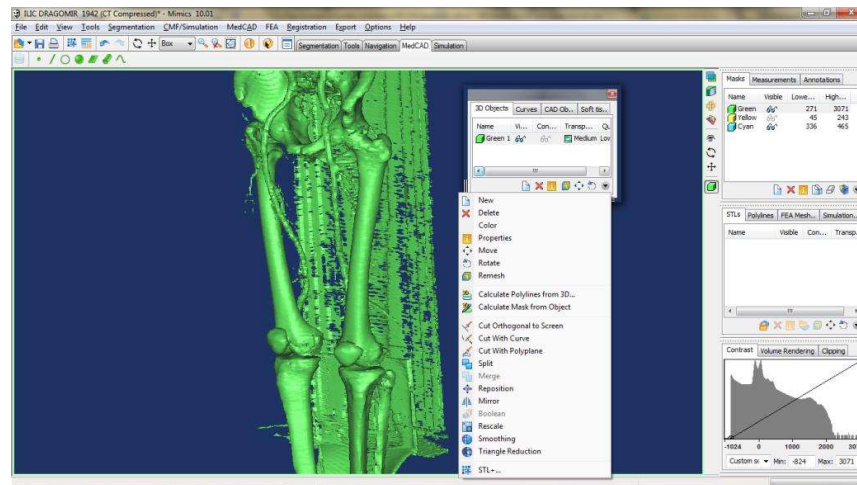 ILIC DRAGOMIR 1942 (CT Compressed)* - Mimics 10.01
File Edit View Tools Segmentation CMF/Simulation MedCAD FEA Registration Export Options Help
Box Segmentation Tools Navigation MedCAD Simulation
3D Objects Curves CAD Ob.. Soft tis..
Name Vi... Con... Transp... Qu
Green 1 Medium Low
New
Delete
Color
Properties
Move
Rotate
Remesh
Calculate Polylines from 3D...
Calculate Mask from Object
Cut Orthogonal to Screen
Cut With Curve
Cut With Polyplane
Split
Merge
Reposition
Mirror
Boolean
Rescale
Smoothing
Triangle Reduction
STL+...
Masks Measurements Annotations
Name Visible Lowe... High...
Green 271 3071
Yellow 45 243
Cyan 336 465
STLs Polylines FEA Mesh... Simulation...
Name Visible Con... Transp.
Contrast Volume Rendering Clipping
-1024 0 1000 2000 30
Custom sc Min: -824 Max: 3071